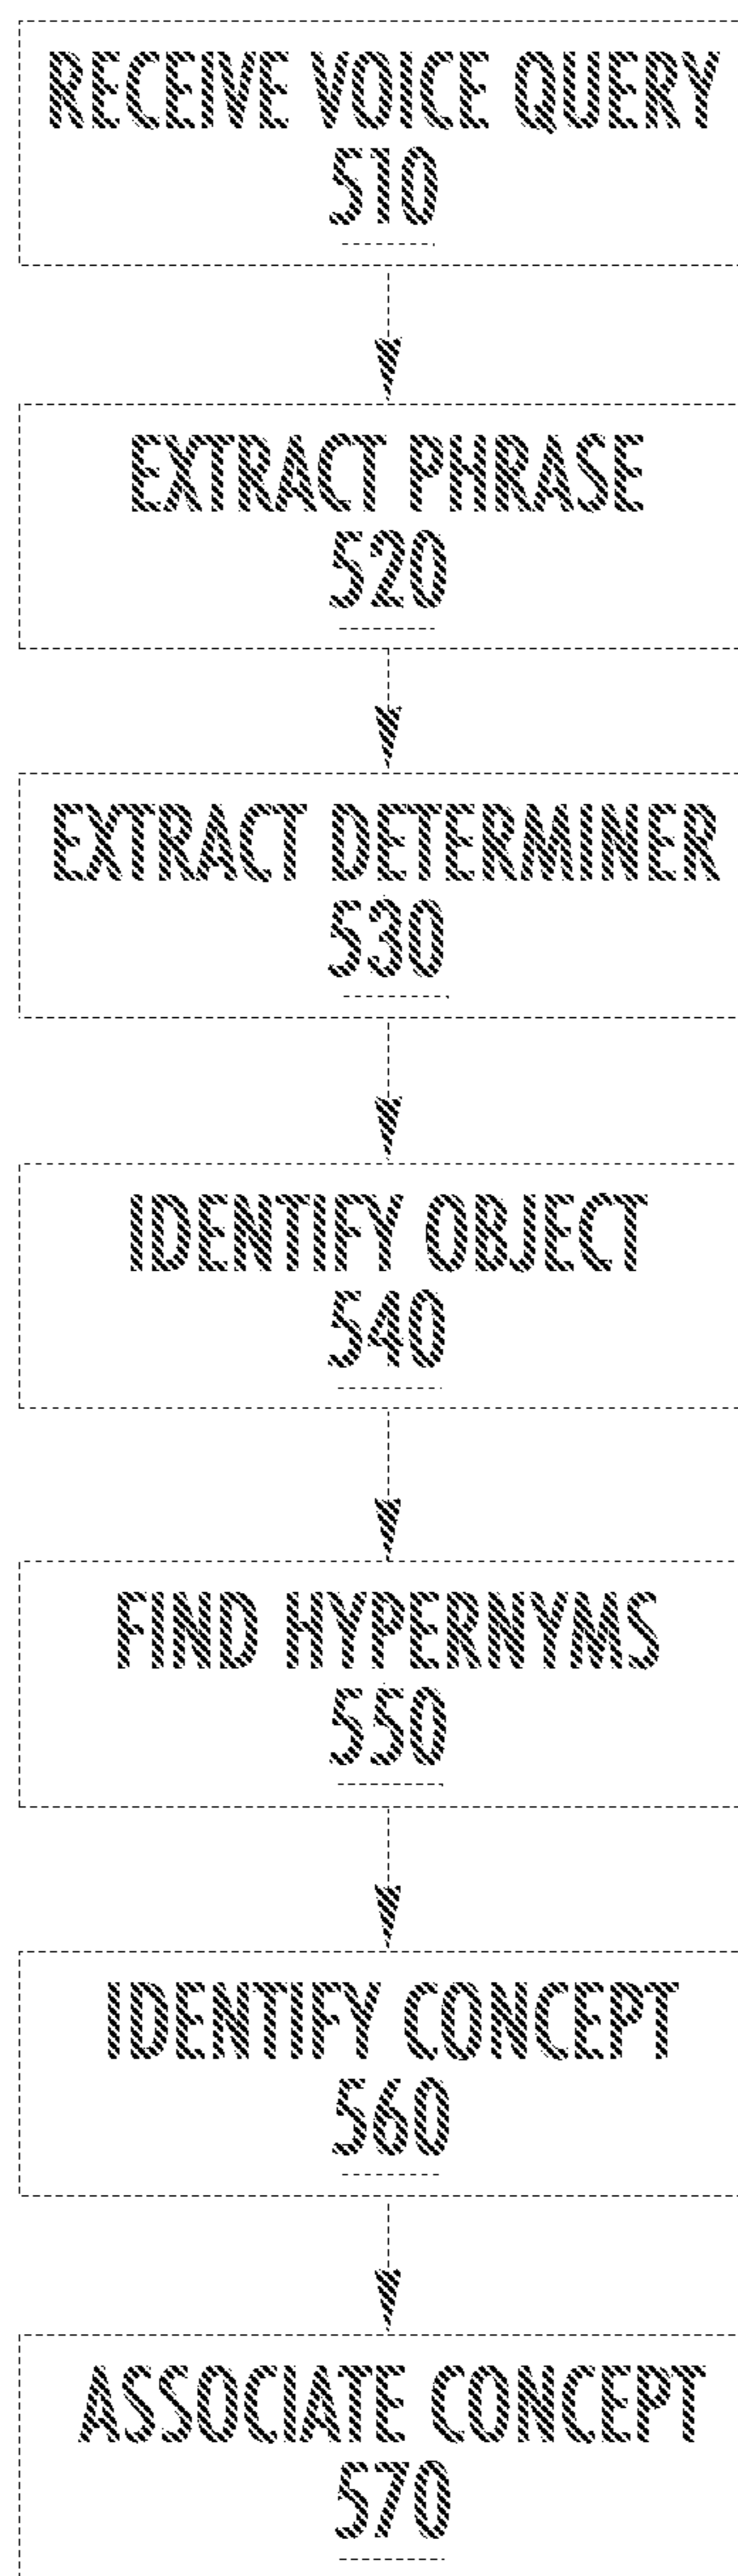 RECEIVE VOICE QUERY
510
EXTRACT PHRASE
520
EXTRACT DETERMINER
530
IDENTIFY OBJECT
540
FIND HYPERNYMS
550
IDENTIFY CONCEPT
560
ASSOCIATE CONCEPT
570